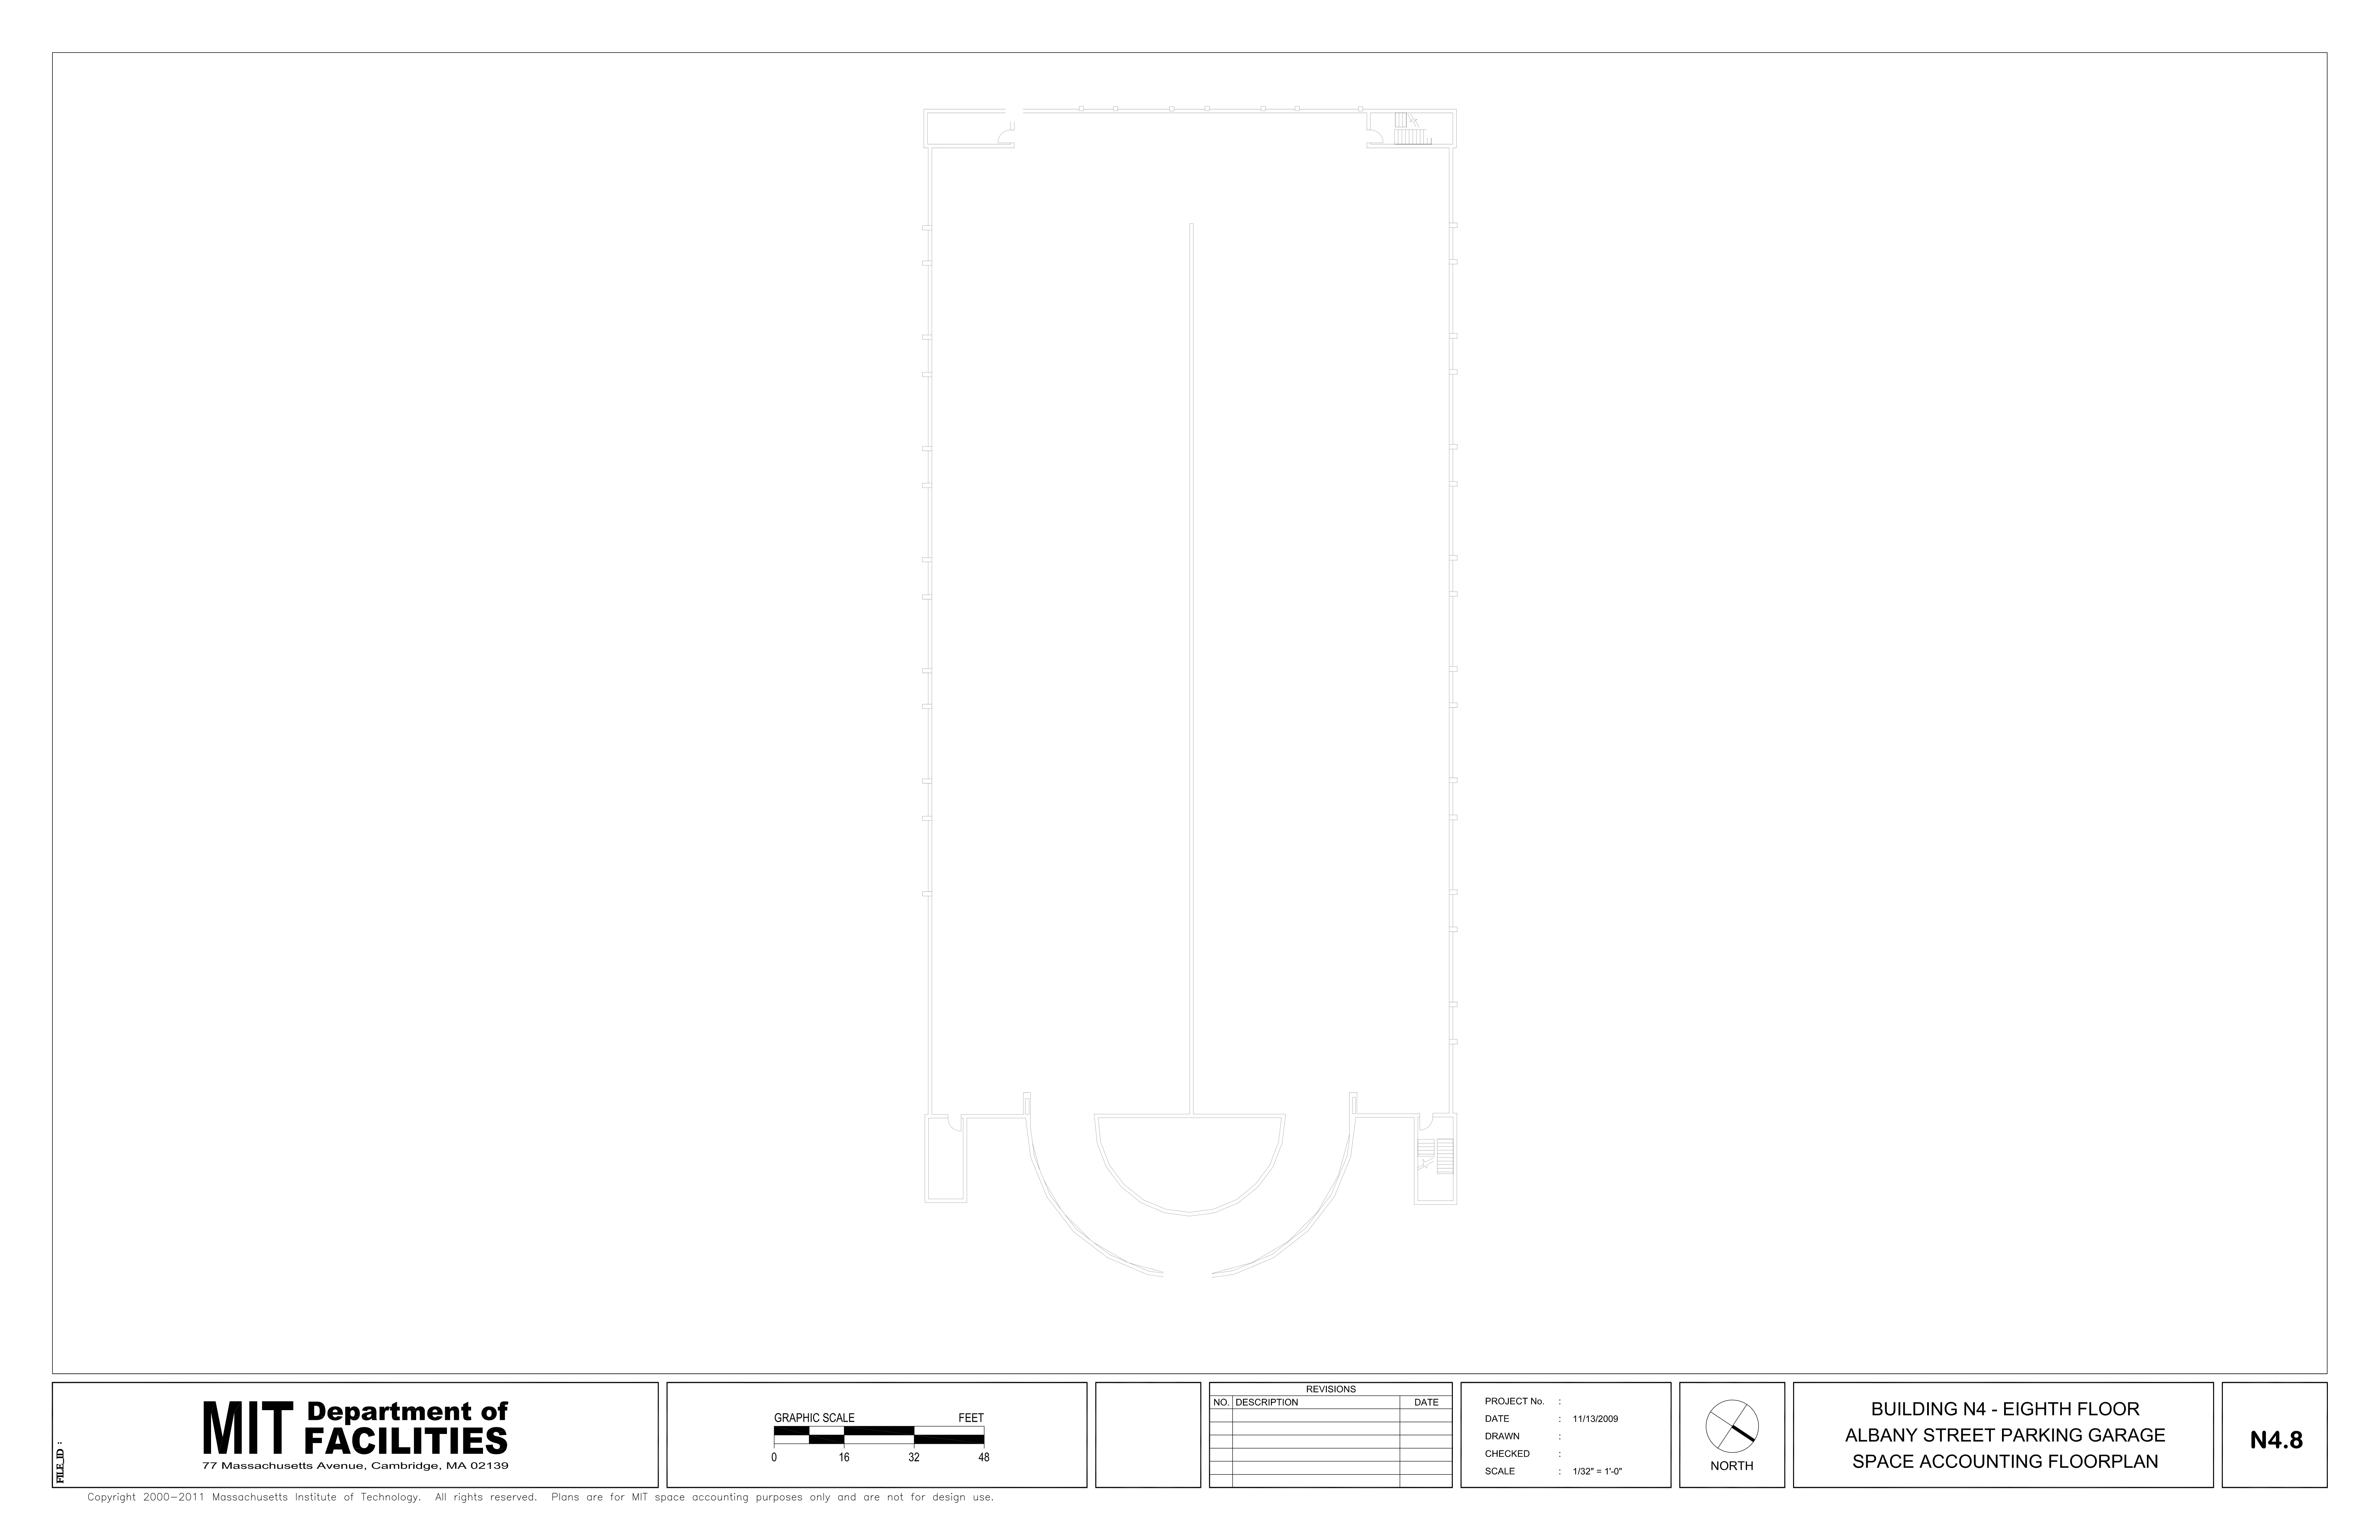 MIT Department of
FACILITIES
77 Massachusetts Avenue, Cambridge, MA 02139
FILE_ID :
GRAPHIC SCALE FEET
0 16 32 48
REVISIONS
NO. DESCRIPTION DATE
PROJECT No. :
DATE : 11/13/2009
DRAWN :
CHECKED :
SCALE : 1/32" = 1'-0"
NORTH
BUILDING N4 - EIGHTH FLOOR
ALBANY STREET PARKING GARAGE
SPACE ACCOUNTING FLOORPLAN
N4.8
Copyright 2000-2011 Massachusetts Institute of Technology. All rights reserved. Plans are for MIT space accounting purposes only and are not for design use.